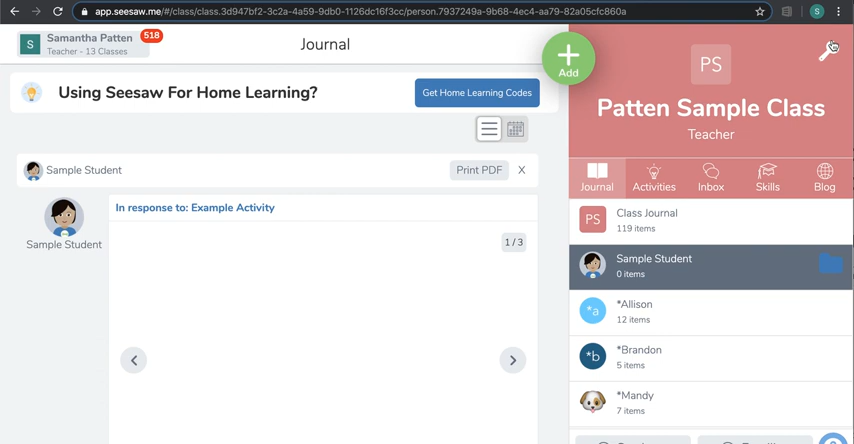 app.seesaw.me/#/class/class.3d947bf2-3c2a-4a59-9db0-1126dc16f3cc/person.7937249a-9b68-4ec4-aa79-82a05cfc860a
S
S
Samantha Patten
518
Teacher - 13 Classes
Journal
Add
Using Seesaw For Home Learning?
Get Home Learning Codes
Sample Student
Print PDF
X
Sample Student
In response to: Example Activity
1 / 3
PS
Patten Sample Class
Teacher
Journal
Activities
Inbox
Skills
Blog
PS
Class Journal
119 items
Sample Student
0 items
*a
*Allison
12 items
*b
*Brandon
5 items
*Mandy
7 items